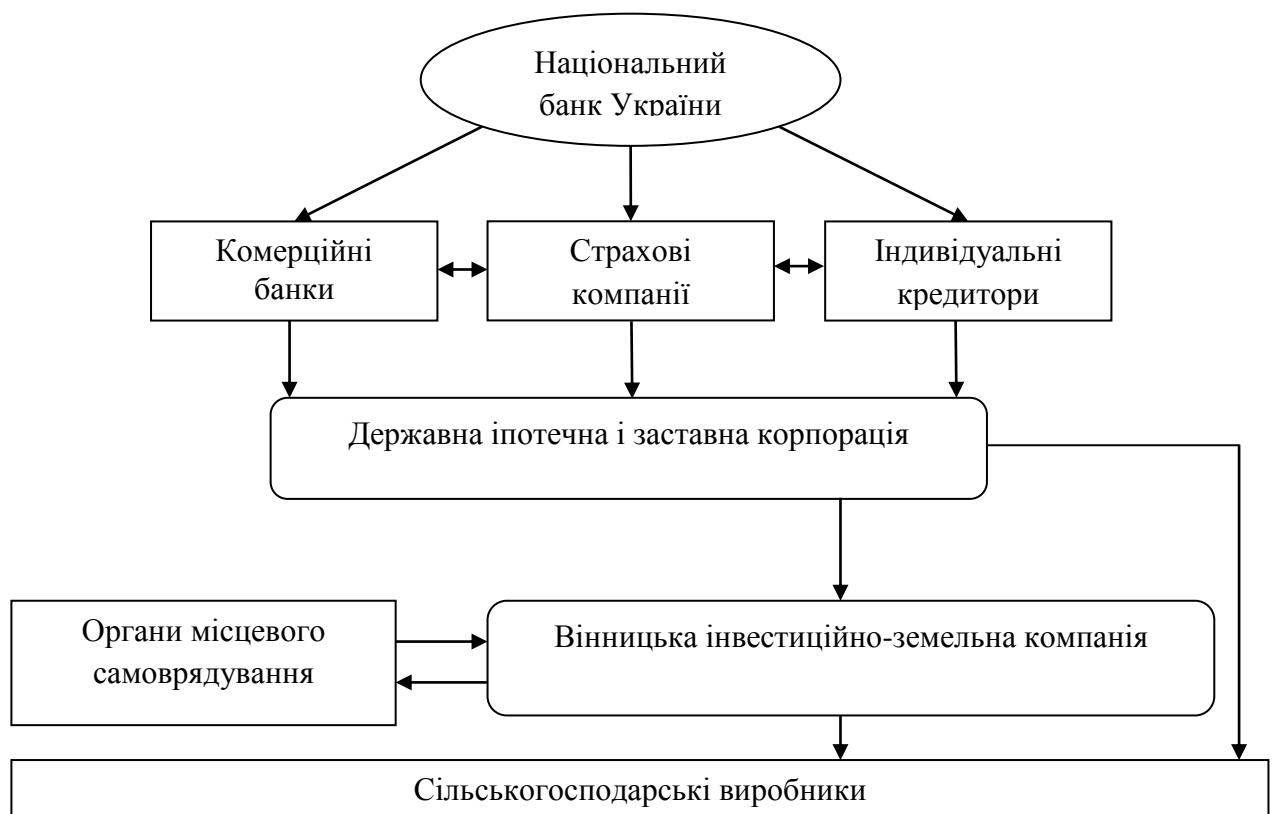 Національний
банк України
Комерційні
банки
Страхові
компанії
Індивідуальні
кредитори
Державна іпотечна і заставна корпорація
Органи місцевого
самоврядування
Вінницька інвестиційно-земельна компанія
Сільськогосподарські виробники